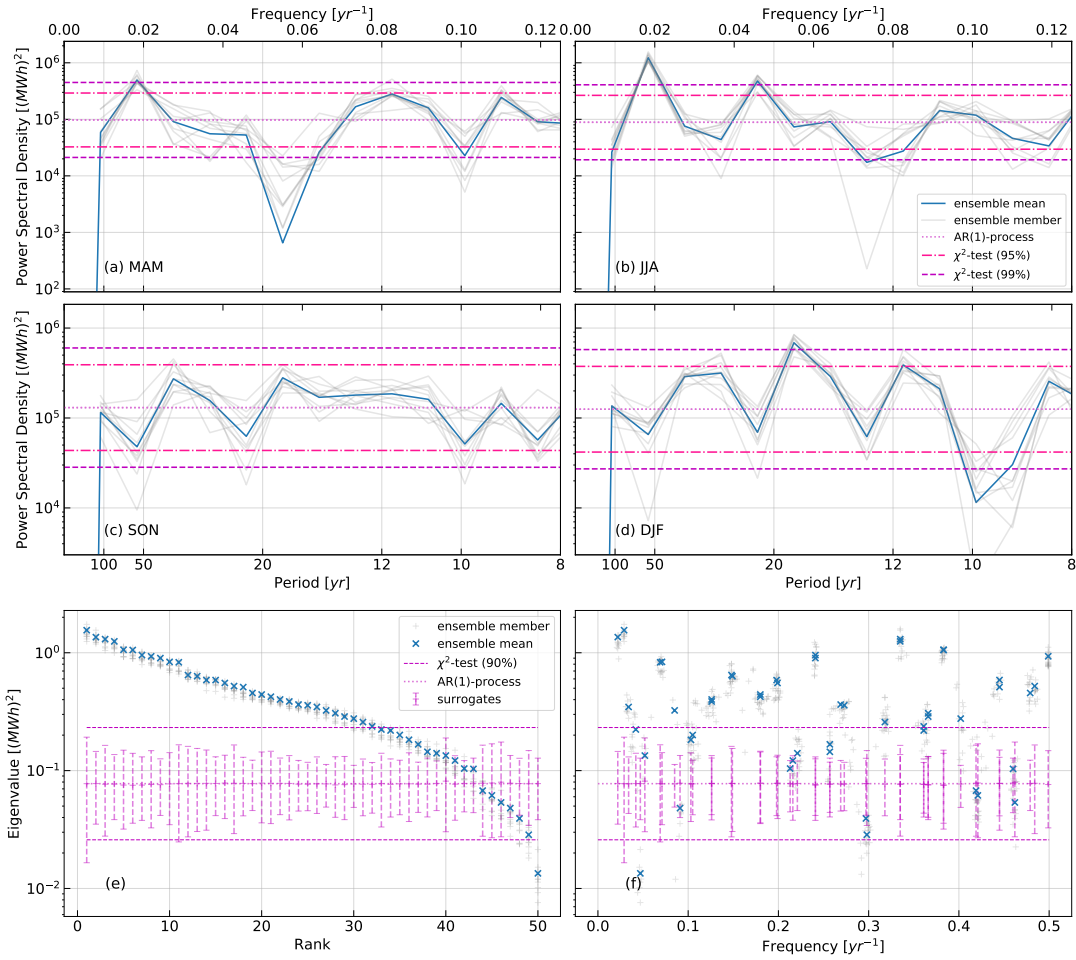 Frequency [yr⁻¹]
Frequency [yr⁻¹]
0.00 0.02 0.04 0.06 0.08 0.10 0.12
0.00 0.02 0.04 0.06 0.08 0.10 0.12
Power Spectral Density [(MWh)²]
10⁶
10⁵
10⁴
10³
10²
(a) MAM
(b) JJA
ensemble mean
ensemble member
AR(1)-process
χ²-test (95%)
χ²-test (99%)
Power Spectral Density [(MWh)²]
10⁶
10⁵
10⁴
(c) SON
(d) DJF
100 50 20 12 10 8
100 50 20 12 10 8
Period [yr]
Period [yr]
Eigenvalue [(MWh)²]
10⁰
10⁻¹
10⁻²
ensemble member
ensemble mean
χ²-test (90%)
AR(1)-process
surrogates
(e)
(f)
0 10 20 30 40 50
0.0 0.1 0.2 0.3 0.4 0.5
Rank
Frequency [yr⁻¹]